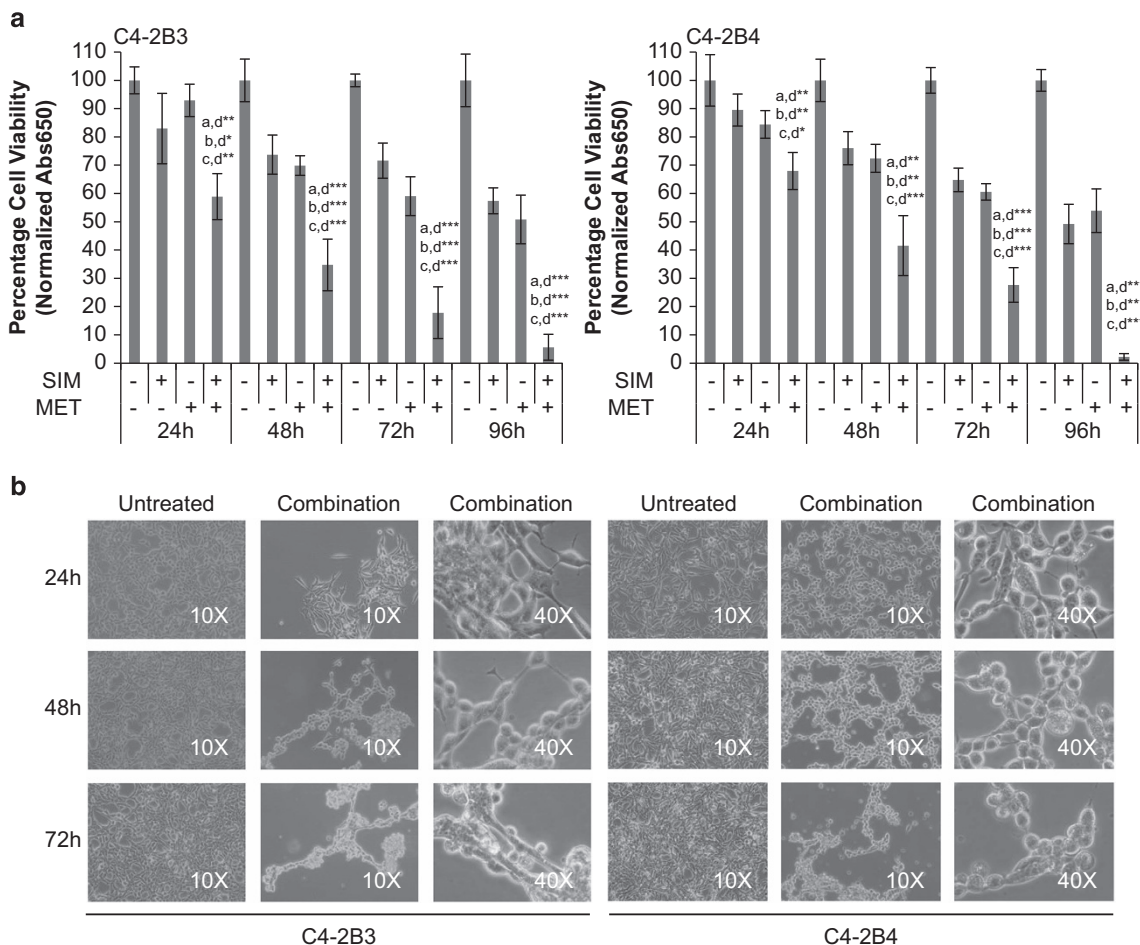 a
C4-2B3
Percentage Cell Viability
(Normalized Abs650)
110
100
90
80
70
60
50
40
30
20
10
0
a,d**
b,d*
c,d**
a,d***
b,d***
c,d***
a,d***
b,d***
c,d***
a,d***
b,d***
c,d***
SIM - + - + - + - + - + - + - + - +
MET - - + + - - + + - - + + - - + +
24h 48h 72h 96h
C4-2B4
Percentage Cell Viability
(Normalized Abs650)
110
100
90
80
70
60
50
40
30
20
10
0
a,d**
b,d**
c,d*
a,d**
b,d**
c,d***
a,d***
b,d***
c,d***
a,d**
b,d**
c,d**
SIM - + - + - + - + - + - + - + - +
MET - - + + - - + + - - + + - - + +
24h 48h 72h 96h
b
Untreated Combination Combination Untreated Combination Combination
24h 10X 10X 40X 10X 10X 40X
48h 10X 10X 40X 10X 10X 40X
72h 10X 10X 40X 10X 10X 40X
C4-2B3 C4-2B4